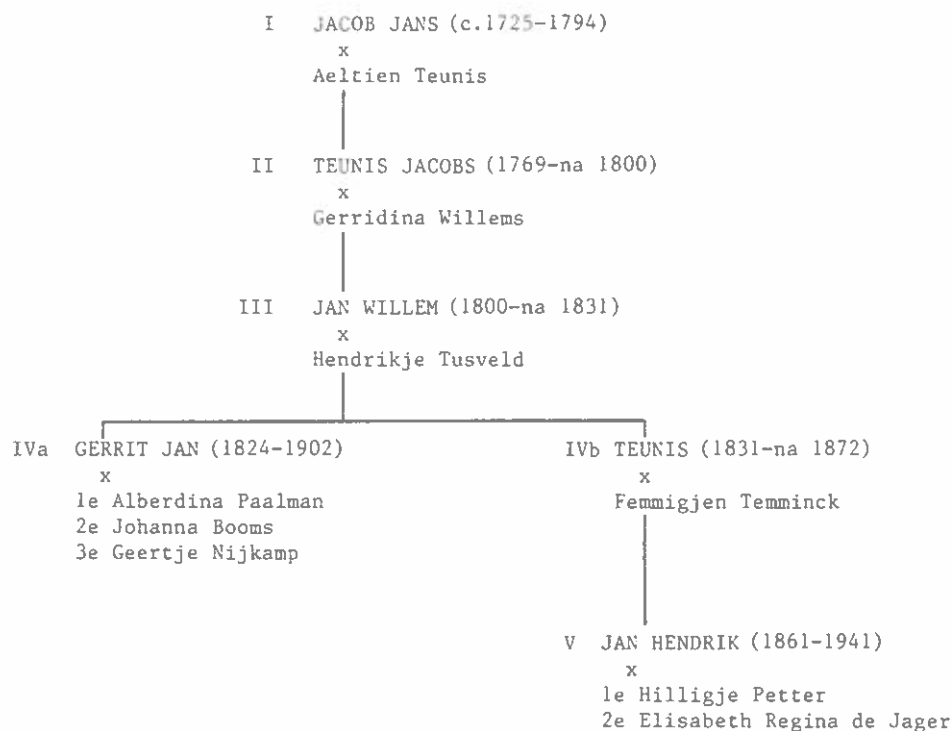 I JACOB JANS (c.1725-1794)
x
Aeltien Teunis
II TEUNIS JACOBS (1769-na 1800)
x
Gerridina Willems
III JAN WILLEM (1800-na 1831)
x
Hendrikje Tusveld
IVa GERRIT JAN (1824-1902)
x
1e Alberdina Paalman
2e Johanna Booms
3e Geertje Nijkamp
IVb TEUNIS (1831-na 1872)
x
Femmigjen Temminck
V JAN HENDRIK (1861-1941)
x
1e Hilligje Petter
2e Elisabeth Regina de Jager